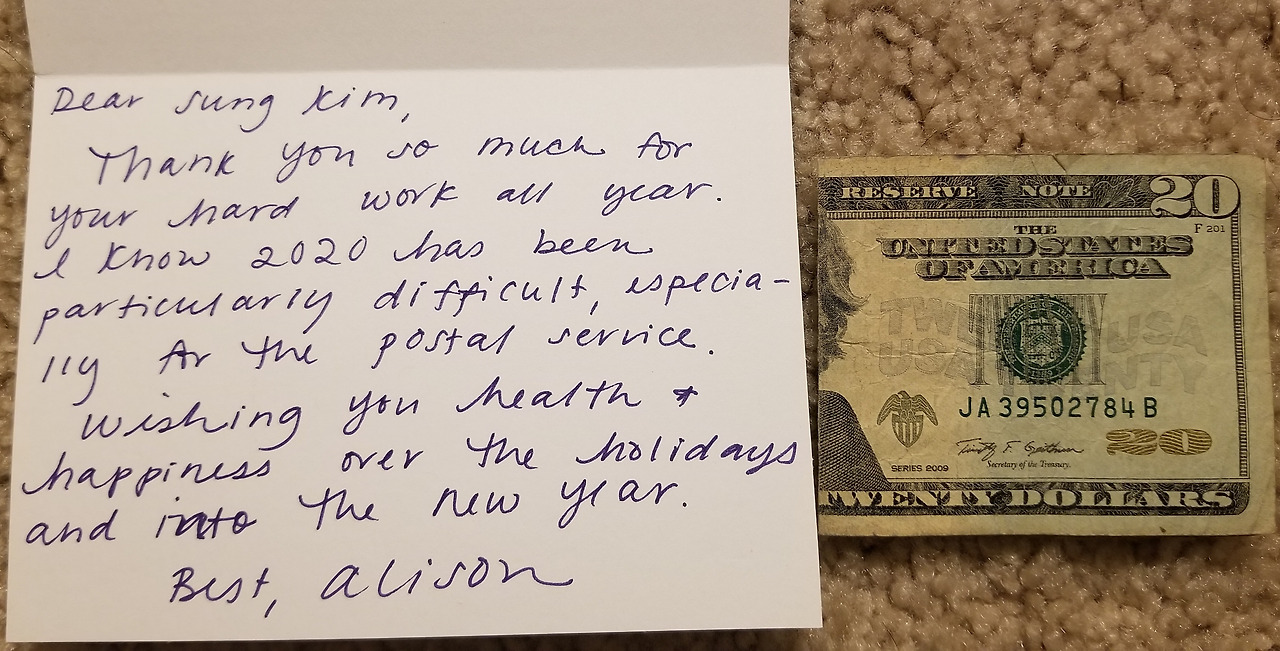 Dear Sung Kim,
Thank you so much for
your hard work all year.
I know 2020 has been
particularly difficult, especia-
lly for the postal service.
Wishing you health +
happiness over the holidays
and into the new year.
Best, Alison
RESERVE NOTE 20
F 201
THE
UNITED STATES
OF AMERICA
USA
JA 39502784 B
20
SERIES 2009
Secretary of the Treasury.
TWENTY DOLLARS